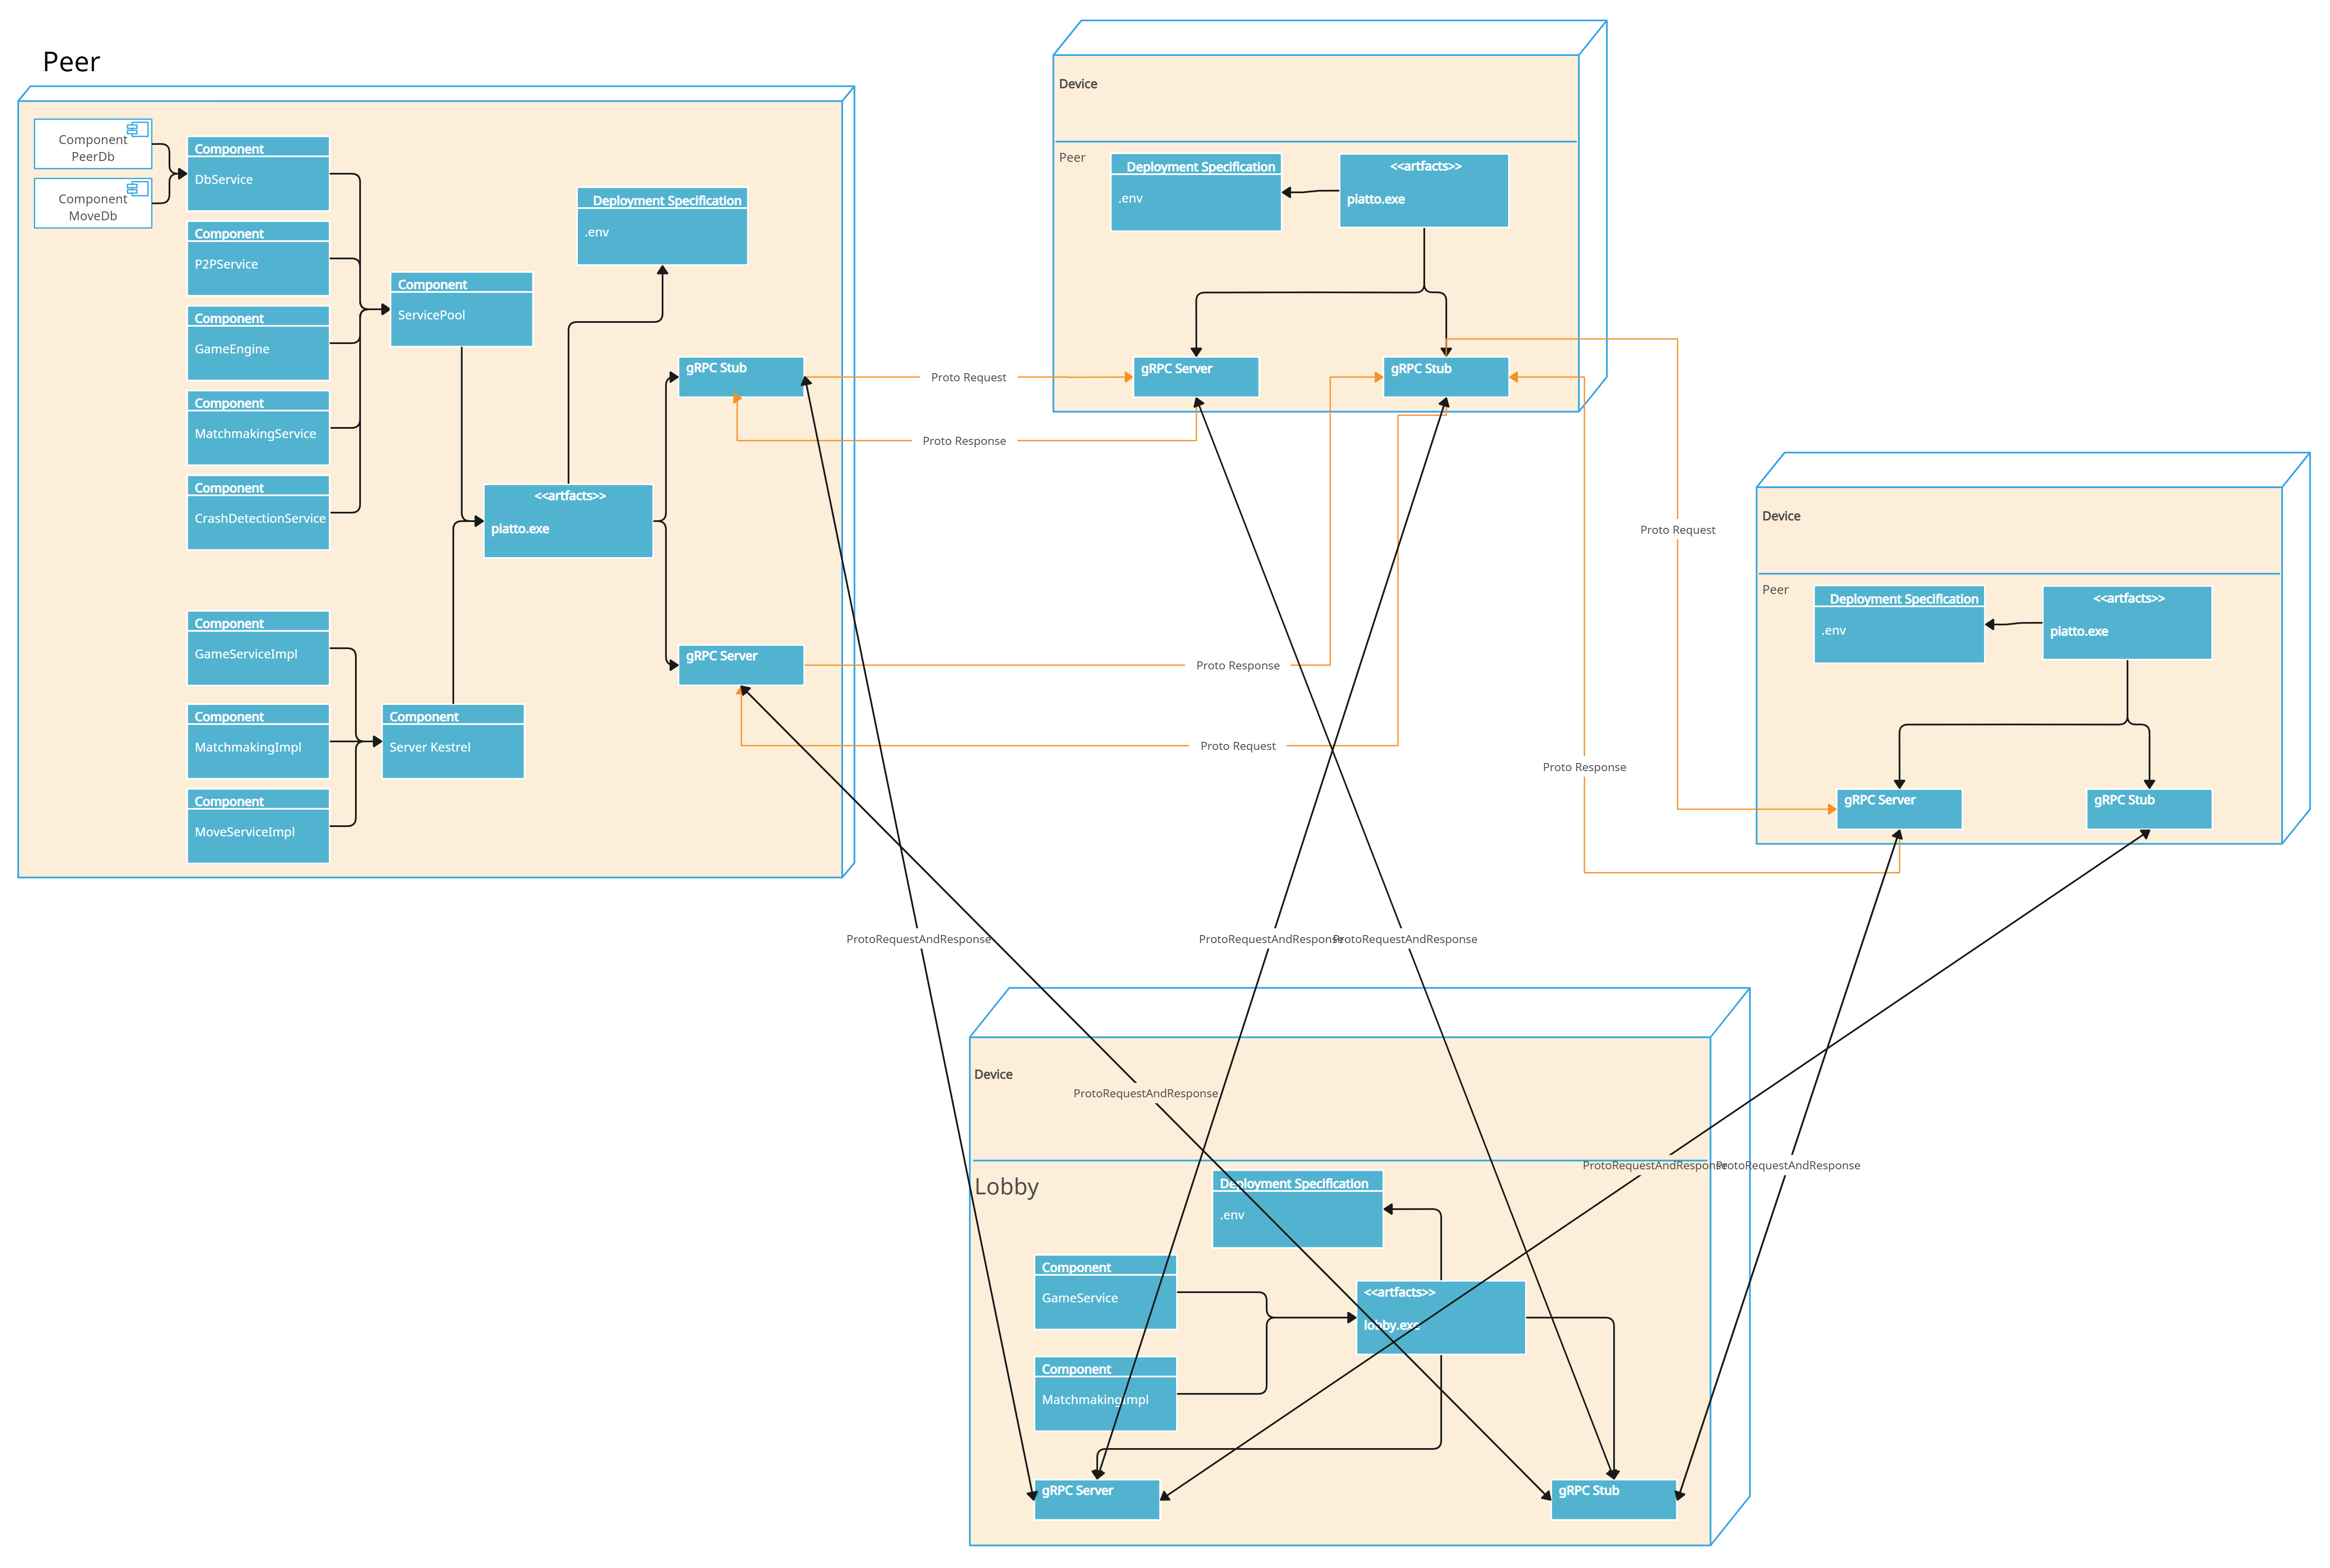 Peer
Component
PeerDb
Component
MoveDb
Component
DbService
Component
P2PService
Component
GameEngine
Component
MatchmakingService
Component
CrashDetectionService
Component
ServicePool
Deployment Specification
.env
<<artfacts>>
piatto.exe
gRPC Stub
gRPC Server
Component
GameServiceImpl
Component
MatchmakingImpl
Component
MoveServiceImpl
Component
Server Kestrel
Device
Peer
Deployment Specification
.env
<<artfacts>>
piatto.exe
gRPC Server
gRPC Stub
Proto Request
Proto Response
Proto Response
Proto Request
Proto Request
Proto Response
Device
Peer
Deployment Specification
.env
<<artfacts>>
piatto.exe
gRPC Server
gRPC Stub
ProtoRequestAndResponse
ProtoRequestAndResponse
ProtoRequestAndResponse
ProtoRequestAndResponse
ProtoRequestAndResponse
ProtoRequestAndResponse
Device
Lobby
Deployment Specification
.env
Component
GameService
Component
MatchmakingImpl
<<artfacts>>
lobby.exe
gRPC Server
gRPC Stub